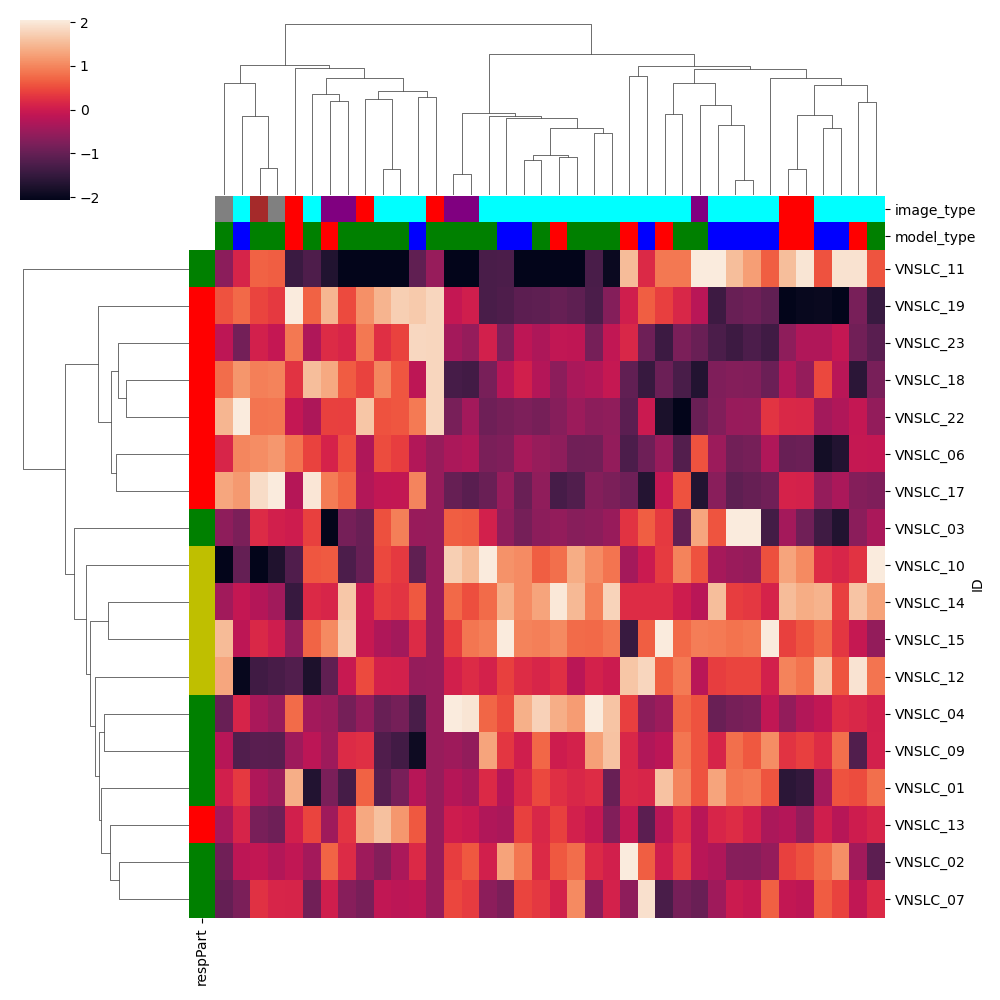 2
1
0
−1
−2
image_type
model_type
VNSLC_11
VNSLC_19
VNSLC_23
VNSLC_18
VNSLC_22
VNSLC_06
VNSLC_17
VNSLC_03
VNSLC_10
VNSLC_14
VNSLC_15
VNSLC_12
VNSLC_04
VNSLC_09
VNSLC_01
VNSLC_13
VNSLC_02
VNSLC_07
ID
respPart